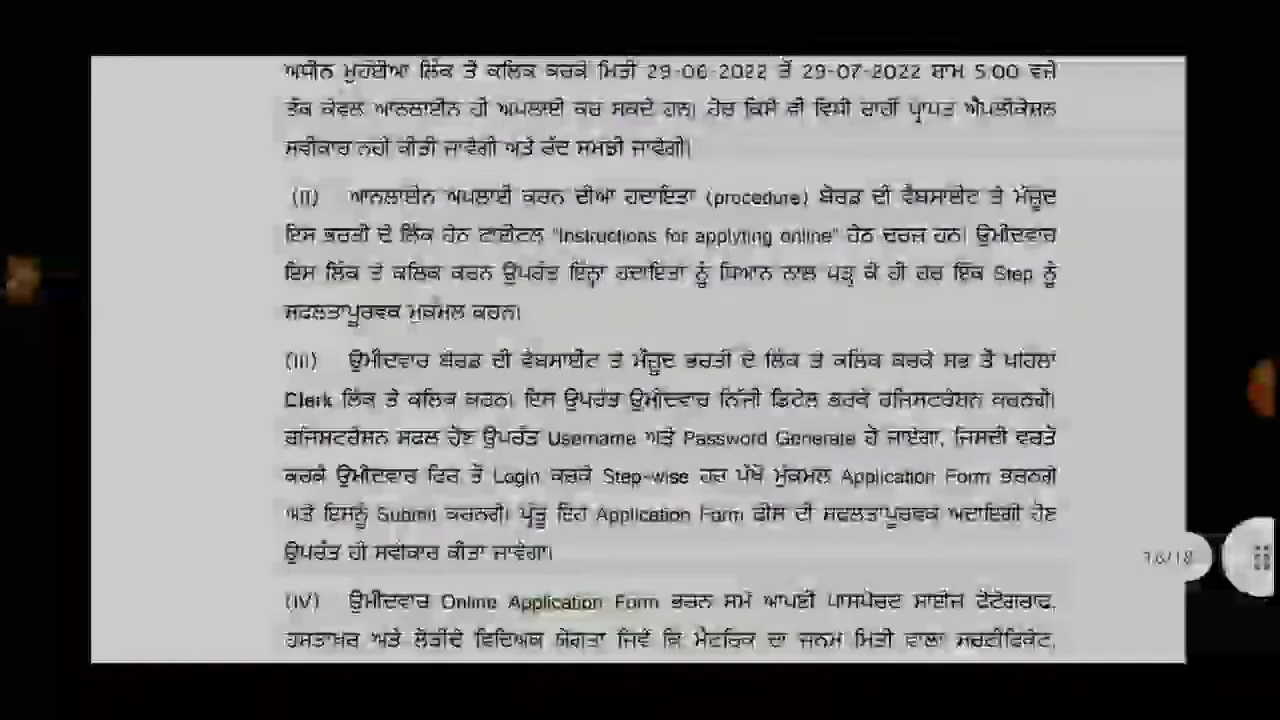 ਅਧੀਨ ਮੁਹੱਈਆ ਲਿੰਕ ਤੇ ਕਲਿਕ ਕਰਕੇ ਮਿਤੀ 29-06-2022 ਤੋਂ 29-07-2022 ਸ਼ਾਮ 5:00 ਵਜੇ
ਤੱਕ ਕੇਵਲ ਆਨਲਾਈਨ ਹੀ ਅਪਲਾਈ ਕਰ ਸਕਦੇ ਹਨ। ਹੋਰ ਕਿਸੇ ਵੀ ਵਿਧੀ ਰਾਹੀਂ ਪ੍ਰਾਪਤ ਐਪਲੀਕੇਸ਼ਨ
ਸਵੀਕਾਰ ਨਹੀਂ ਕੀਤੀ ਜਾਵੇਗੀ ਅਤੇ ਰੱਦ ਸਮਝੀ ਜਾਵੇਗੀ।
(II) ਆਨਲਾਈਨ ਅਪਲਾਈ ਕਰਨ ਦੀਆਂ ਹਦਾਇਤਾਂ (procedure) ਬੋਰਡ ਦੀ ਵੈਬਸਾਈਟ ਤੇ ਮੌਜੂਦ
ਇਸ ਭਰਤੀ ਦੇ ਲਿੰਕ ਹੇਠ ਟਾਈਟਲ "Instructions for applyting online" ਹੇਠ ਦਰਜ਼ ਹਨ। ਉਮੀਦਵਾਰ
ਇਸ ਲਿੰਕ ਤੇ ਕਲਿਕ ਕਰਨ ਉਪਰੰਤ ਇੰਨ੍ਹਾਂ ਹਦਾਇਤਾਂ ਨੂੰ ਧਿਆਨ ਨਾਲ ਪੜ੍ਹ ਕੇ ਹੀ ਹਰ ਇੱਕ Step ਨੂੰ
ਸਫਲਤਾਪੂਰਵਕ ਮੁਕੰਮਲ ਕਰਨ।
(III) ਉਮੀਦਵਾਰ ਬੋਰਡ ਦੀ ਵੈਬਸਾਈਟ ਤੇ ਮੌਜੂਦ ਭਰਤੀ ਦੇ ਲਿੰਕ ਤੇ ਕਲਿਕ ਕਰਕੇ ਸਭ ਤੋਂ ਪਹਿਲਾਂ
Clerk ਲਿੰਕ ਤੇ ਕਲਿਕ ਕਰਨ। ਇਸ ਉਪਰੰਤ ਉਮੀਦਵਾਰ ਨਿੱਜੀ ਡਿਟੇਲ ਭਰਕੇ ਰਜਿਸਟਰੇਸ਼ਨ ਕਰਨਗੇ।
ਰਜਿਸਟਰੇਸ਼ਨ ਸਫਲ ਹੋਣ ਉਪਰੰਤ Username ਅਤੇ Password Generate ਹੋ ਜਾਏਗਾ, ਜਿਸਦੀ ਵਰਤੋਂ
ਕਰਕੇ ਉਮੀਦਵਾਰ ਫਿਰ ਤੋਂ Login ਕਰਕੇ Step-wise ਹਰ ਪੱਖੋਂ ਮੁੰਕਮਲ Application Form ਭਰਨਗੇ
ਅਤੇ ਇਸਨੂੰ Submit ਕਰਨਗੇ। ਪ੍ਰੰਤੂ ਇਹ Application Form ਫੀਸ ਦੀ ਸਫਲਤਾਪੂਰਵਕ ਅਦਾਇਗੀ ਹੋਣ
ਉਪਰੰਤ ਹੀ ਸਵੀਕਾਰ ਕੀਤਾ ਜਾਵੇਗਾ।
(IV) ਉਮੀਦਵਾਰ Online Application Form ਭਰਨ ਸਮੇਂ ਆਪਣੀ ਪਾਸਪੋਰਟ ਸਾਈਜ਼ ਫੋਟੋਗਰਾਫ,
ਹਸਤਾਖਰ ਅਤੇ ਲੋੜੀਂਦੇ ਵਿਦਿਅਕ ਯੋਗਤਾ ਜਿਵੇਂ ਕਿ ਮੈਟਰਿਕ ਦਾ ਜਨਮ ਮਿਤੀ ਵਾਲਾ ਸਰਟੀਫਿਕੇਟ,
16/18